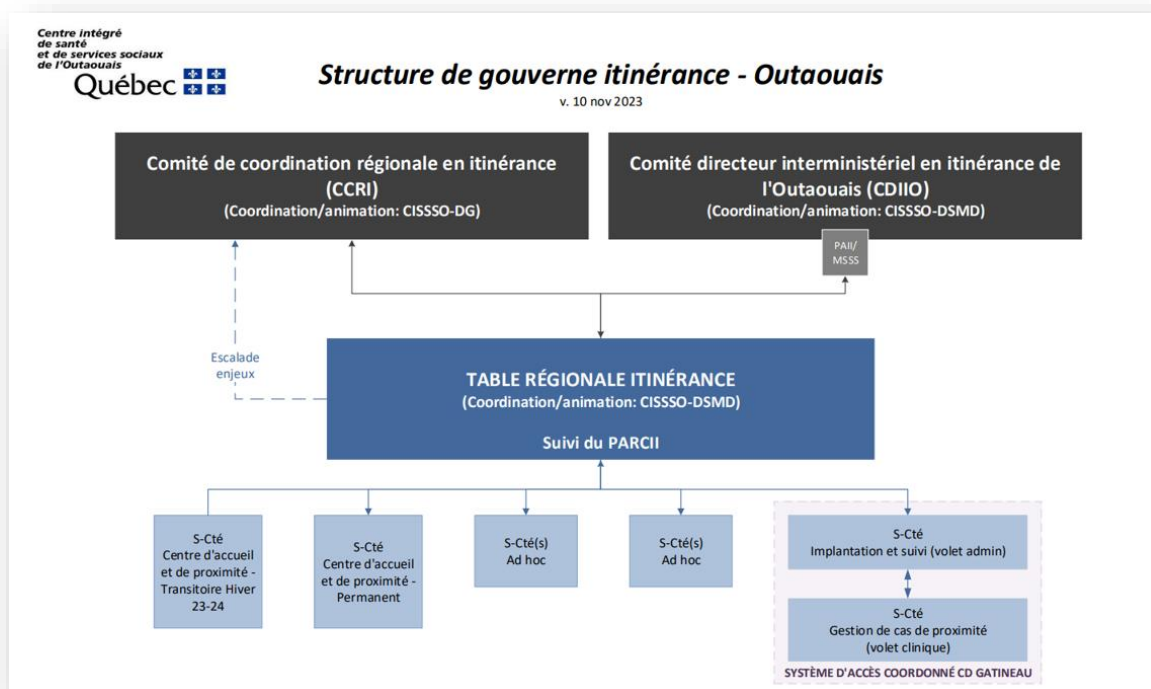 Centre intégré
de santé
et de services sociaux
de l'Outaouais
Québec
Structure de gouverne itinérance - Outaouais
v. 10 nov 2023
Comité de coordination régionale en itinérance
(CCRI)
(Coordination/animation: CISSSO-DG)
Comité directeur interministériel en itinérance de
l'Outaouais (CDIIO)
(Coordination/animation: CISSSO-DSMD)
PAII/
MSSS
Escalade
enjeux
TABLE RÉGIONALE ITINÉRANCE
(Coordination/animation: CISSSO-DSMD)
Suivi du PARCII
S-Cté
Centre d'accueil
et de proximité -
Transitoire Hiver
23-24
S-Cté
Centre d'accueil
et de proximité -
Permanent
S-Cté(s)
Ad hoc
S-Cté(s)
Ad hoc
S-Cté
Implantation et suivi (volet admin)
S-Cté
Gestion de cas de proximité
(volet clinique)
SYSTÈME D'ACCÈS COORDONNÉ CD GATINEAU